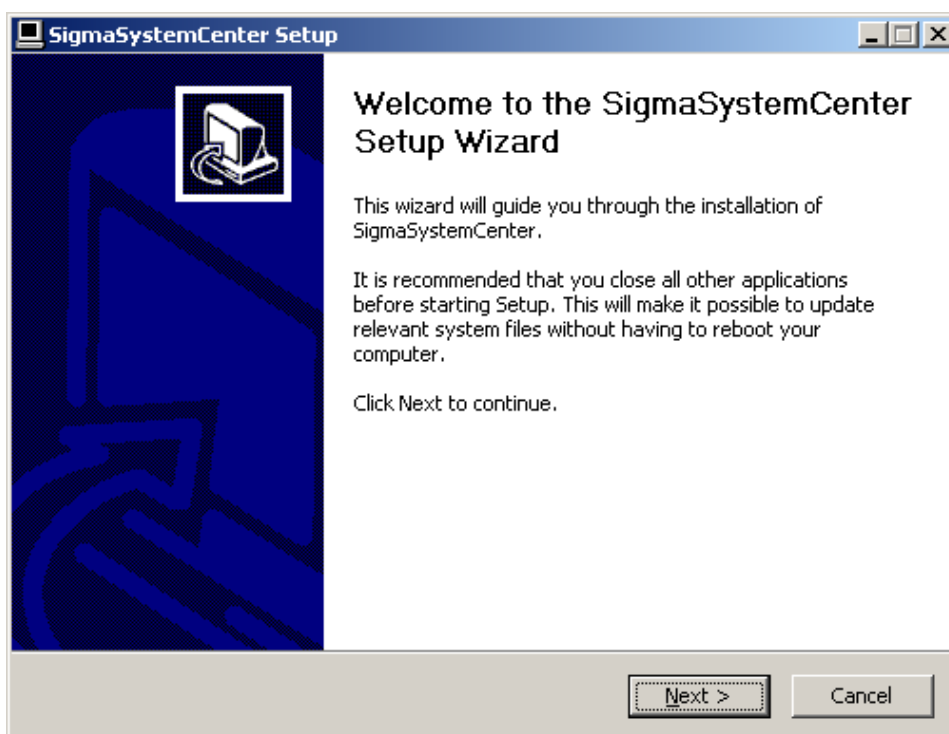 SigmaSystemCenter Setup
Welcome to the SigmaSystemCenter
Setup Wizard
This wizard will guide you through the installation of
SigmaSystemCenter.
It is recommended that you close all other applications
before starting Setup. This will make it possible to update
relevant system files without having to reboot your
computer.
Click Next to continue.
Next >
Cancel